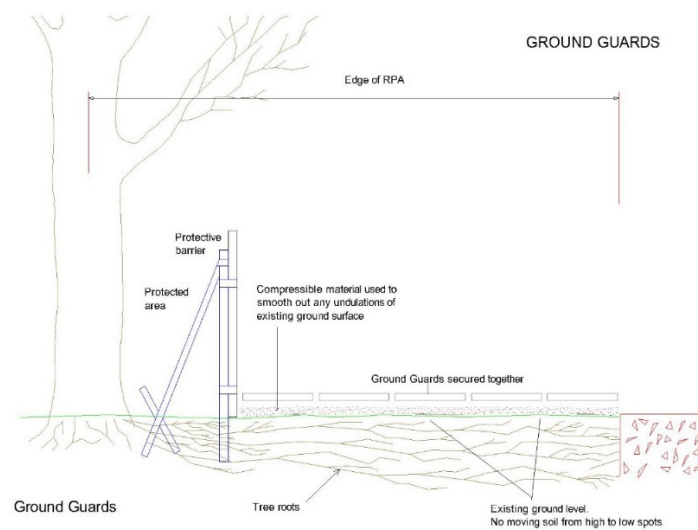 GROUND GUARDS
Edge of RPA
Protective
barrier
Protected
area
Compressible material used to
smooth out any undulations of
existing ground surface
Ground Guards secured together
Ground Guards
Tree roots
Existing ground level.
No moving soil from high to low spots